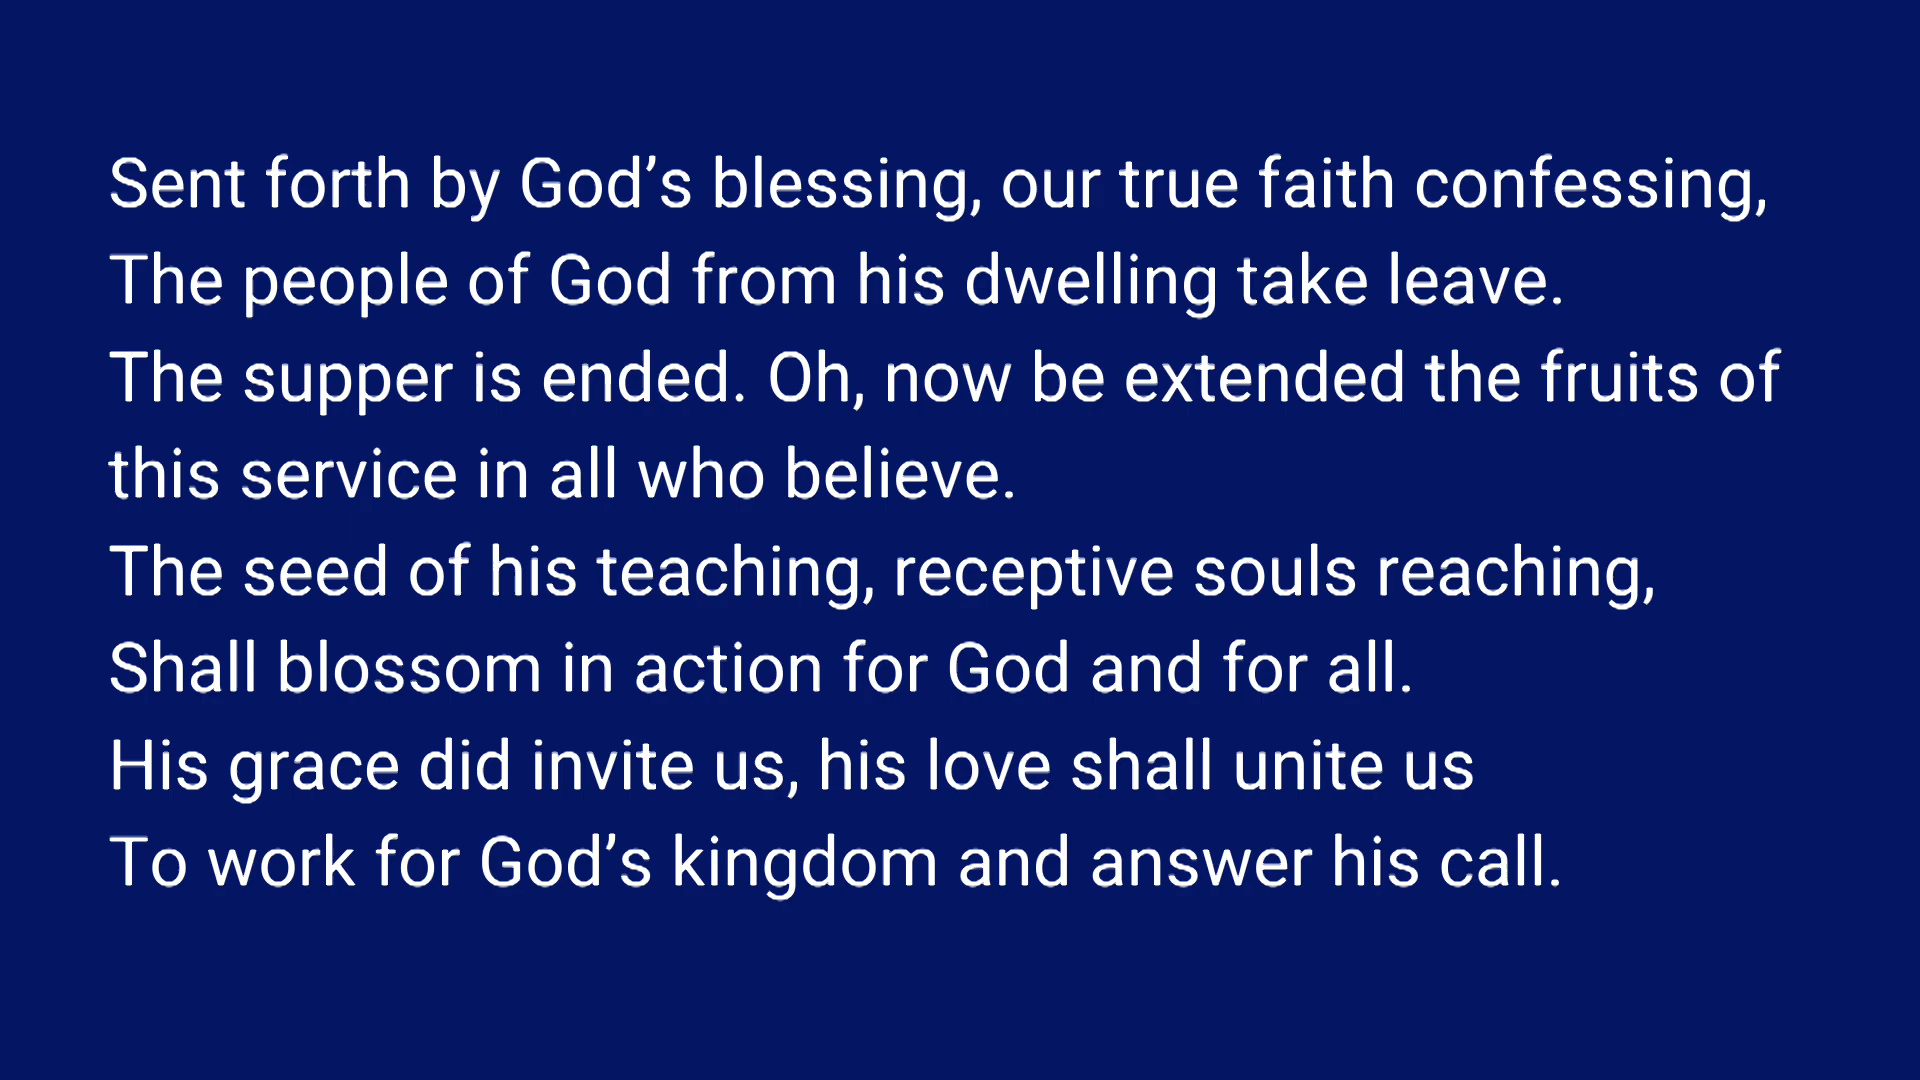 Sent forth by God’s blessing, our true faith confessing,
The people of God from his dwelling take leave.
The supper is ended. Oh, now be extended the fruits of
this service in all who believe.
The seed of his teaching, receptive souls reaching,
Shall blossom in action for God and for all.
His grace did invite us, his love shall unite us
To work for God’s kingdom and answer his call.